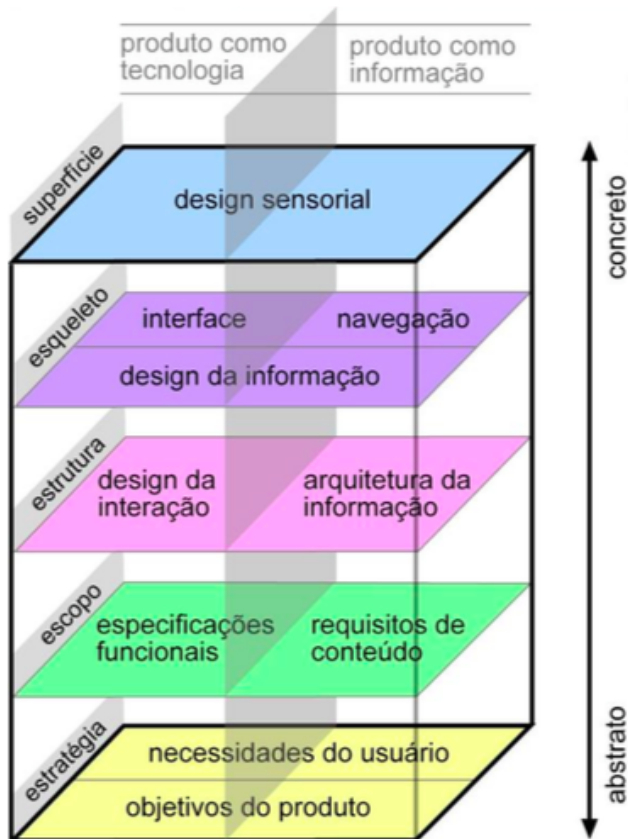 produto como
tecnologia
produto como
informação
superfície
design sensorial
concreto
esqueleto
interface
navegação
design da informação
estrutura
design da
interação
arquitetura da
informação
escopo
especificações
funcionais
requisitos de
conteúdo
estratégia
necessidades do usuário
objetivos do produto
abstrato